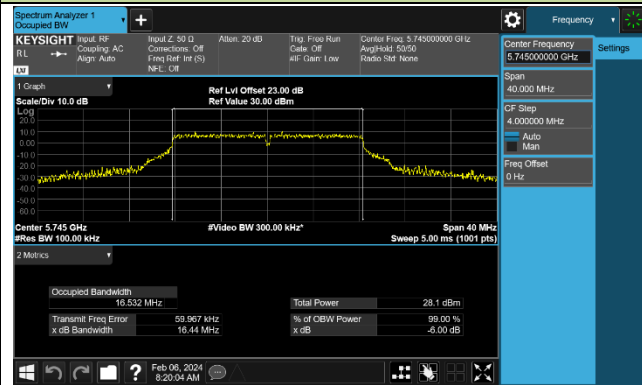 Spectrum Analyzer 1
Occupied BW
+
Frequency
KEYSIGHT
RL
LXI
Input: RF
Coupling: AC
Align: Auto
Input Z: 50 Ω
Corrections: Off
Freq Ref: Int (S)
NFE: Off
Atten: 20 dB
Trig: Free Run
Gate: Off
#IF Gain: Low
Center Freq: 5.745000000 GHz
Avg|Hold: 50/50
Radio Std: None
Center Frequency
5.745000000 GHz
Settings
Span
40.000 MHz
CF Step
4.000000 MHz
Auto
Man
Freq Offset
0 Hz
1 Graph
Scale/Div 10.0 dB
Ref Lvl Offset 23.00 dB
Ref Value 30.00 dBm
Log
20.0
10.0
0.00
-10.0
-20.0
-30.0
-40.0
-50.0
-60.0
Center 5.745 GHz
#Res BW 100.00 kHz
#Video BW 300.00 kHz*
Span 40 MHz
Sweep 5.00 ms (1001 pts)
2 Metrics
Occupied Bandwidth
16.532 MHz
Total Power 28.1 dBm
Transmit Freq Error 59.967 kHz
% of OBW Power 99.00 %
x dB Bandwidth 16.44 MHz
x dB -6.00 dB
?
Feb 06, 2024
8:20:04 AM